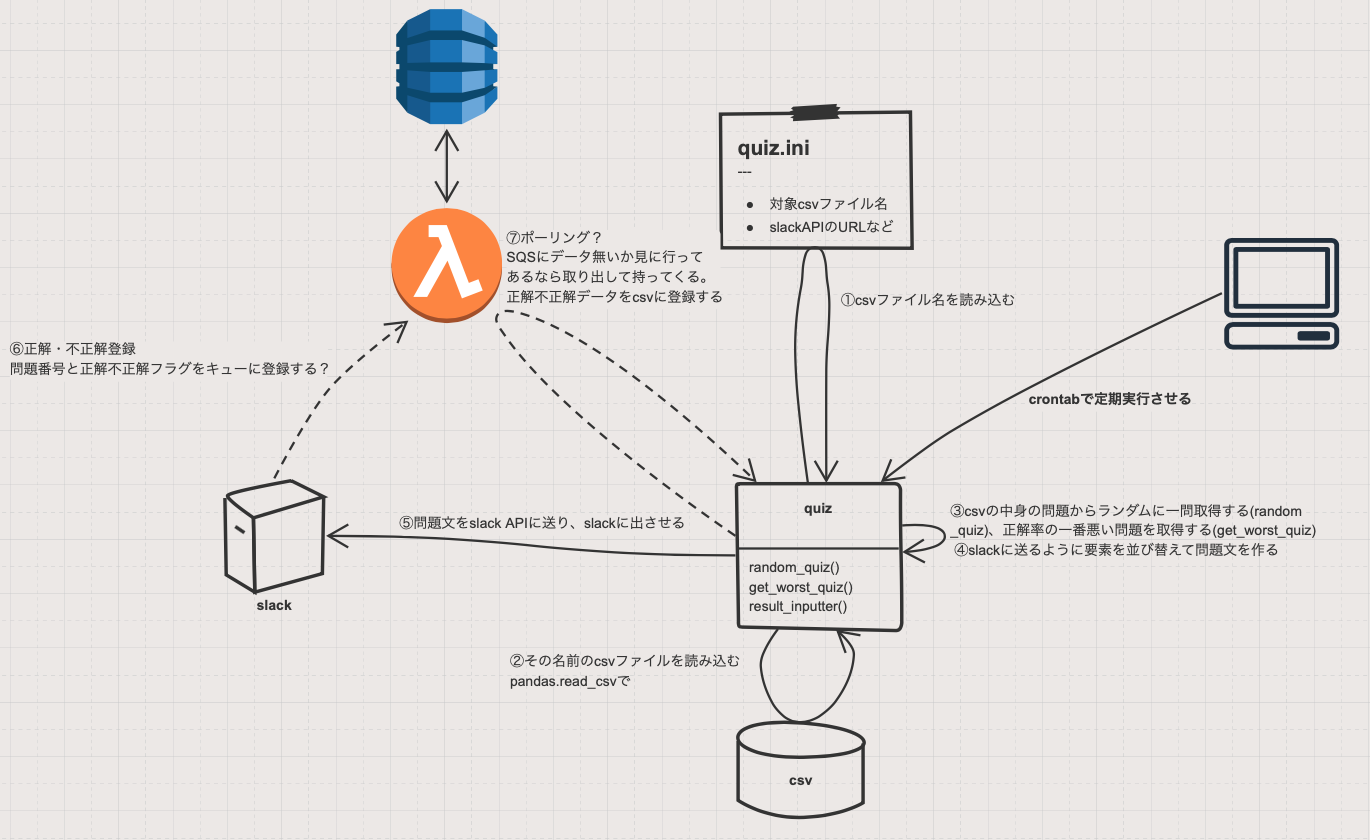 quiz.ini
---
● 対象csvファイル名
● slackAPIのURLなど
⑦ポーリング？
SQSにデータ無いか見に行って
あるなら取り出して持ってくる。
正解不正解データをcsvに登録する
①csvファイル名を読み込む
⑥正解・不正解登録
問題番号と正解不正解フラグをキューに登録する？
crontabで定期実行させる
quiz
random_quiz()
get_worst_quiz()
result_inputter()
③csvの中身の問題からランダムに一問取得する(random
_quiz)、正解率の一番悪い問題を取得する(get_worst_quiz)
④slackに送るように要素を並び替えて問題文を作る
⑤問題文をslack APIに送り、slackに出させる
slack
②その名前のcsvファイルを読み込む
pandas.read_csvで
csv